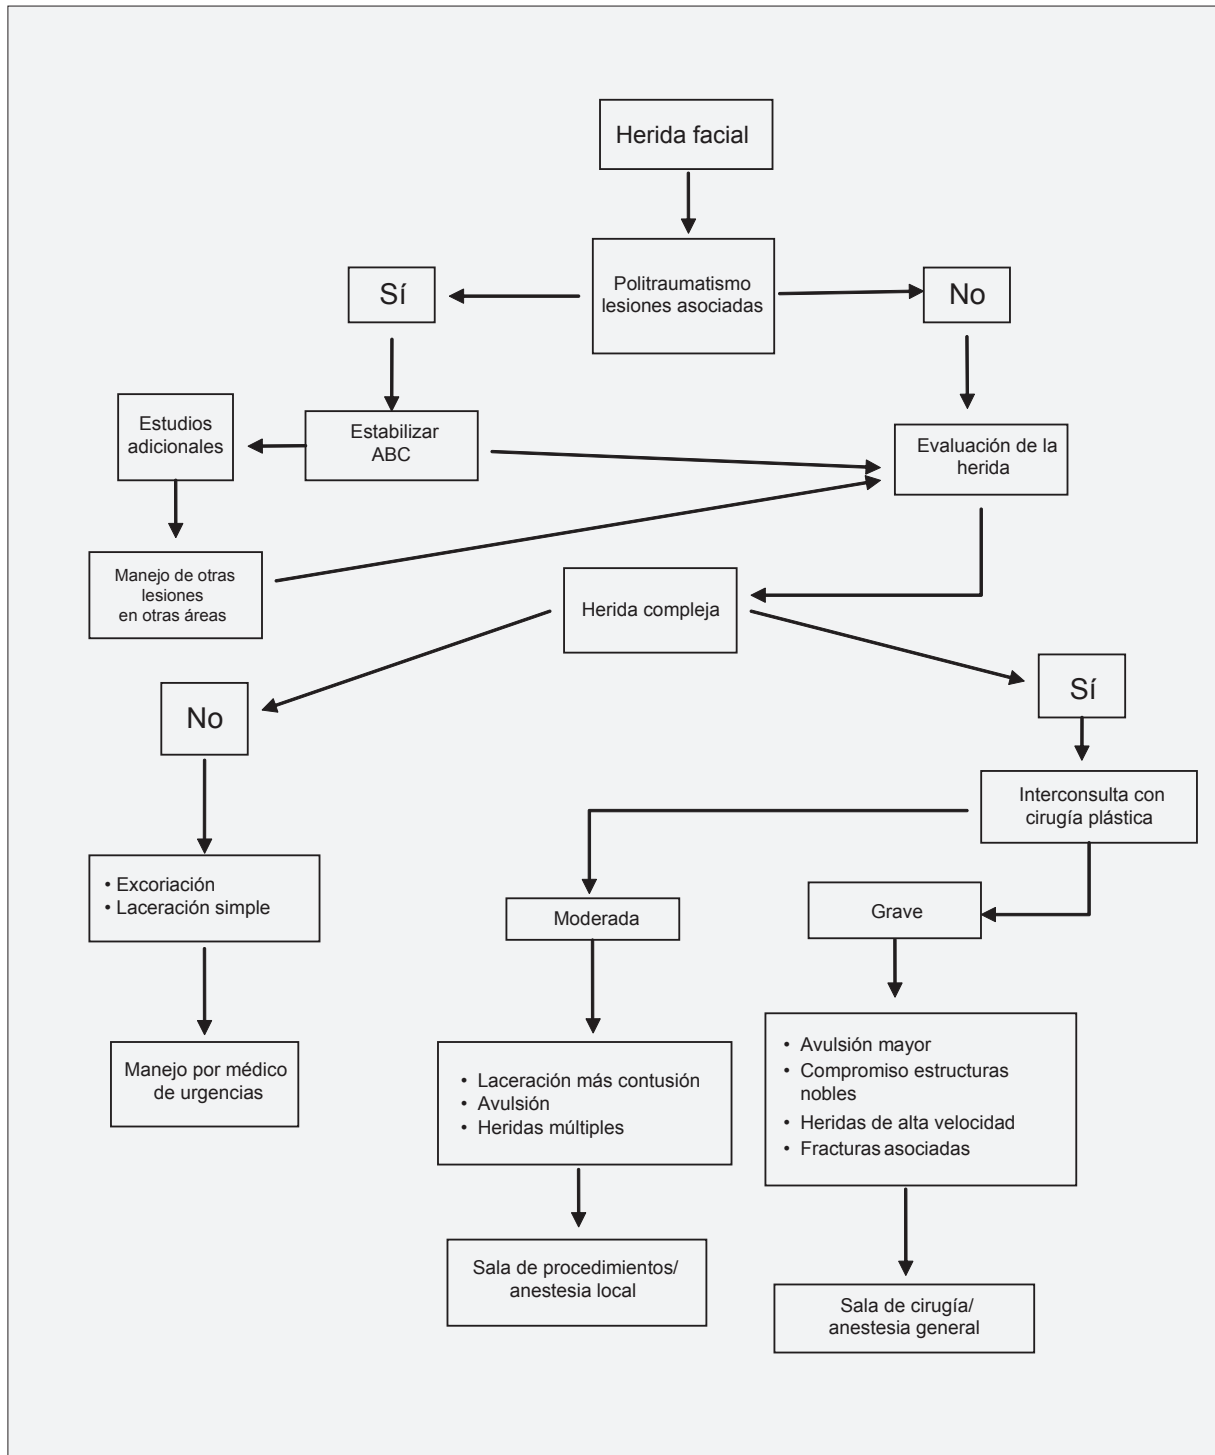 Herida facial
Politraumatismo
lesiones asociadas
Sí
No
Estudios
adicionales
Estabilizar
ABC
Evaluación de la
herida
Manejo de otras
lesiones
en otras áreas
Herida compleja
No
Sí
Interconsulta con
cirugía plástica
• Excoriación
• Laceración simple
Moderada
Grave
Manejo por médico
de urgencias
• Laceración más contusión
• Avulsión
• Heridas múltiples
• Avulsión mayor
• Compromiso estructuras
nobles
• Heridas de alta velocidad
• Fracturas asociadas
Sala de procedimientos/
anestesia local
Sala de cirugía/
anestesia general